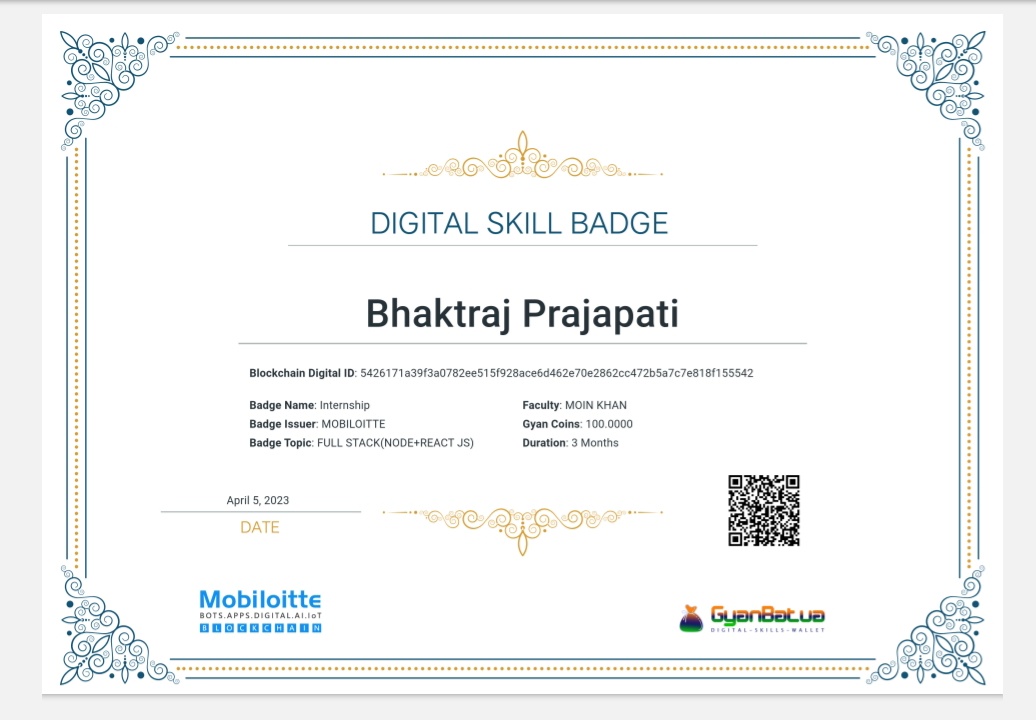 DIGITAL SKILL BADGE
Bhaktraj Prajapati
Blockchain Digital ID: 5426171a39f3a0782ee515f928ace6d462e70e2862cc472b5a7c7e818f155542
Badge Name: Internship
Badge Issuer: MOBILOITTE
Badge Topic: FULL STACK(NODE+REACT JS)
Faculty: MOIN KHAN
Gyan Coins: 100.0000
Duration: 3 Months
April 5, 2023
DATE
Mobiloitte
BOTS.APPS.DIGITAL.AI.IoT
BLOCKCHAIN
GyanBatua
DIGITAL-SKILLS-WALLET